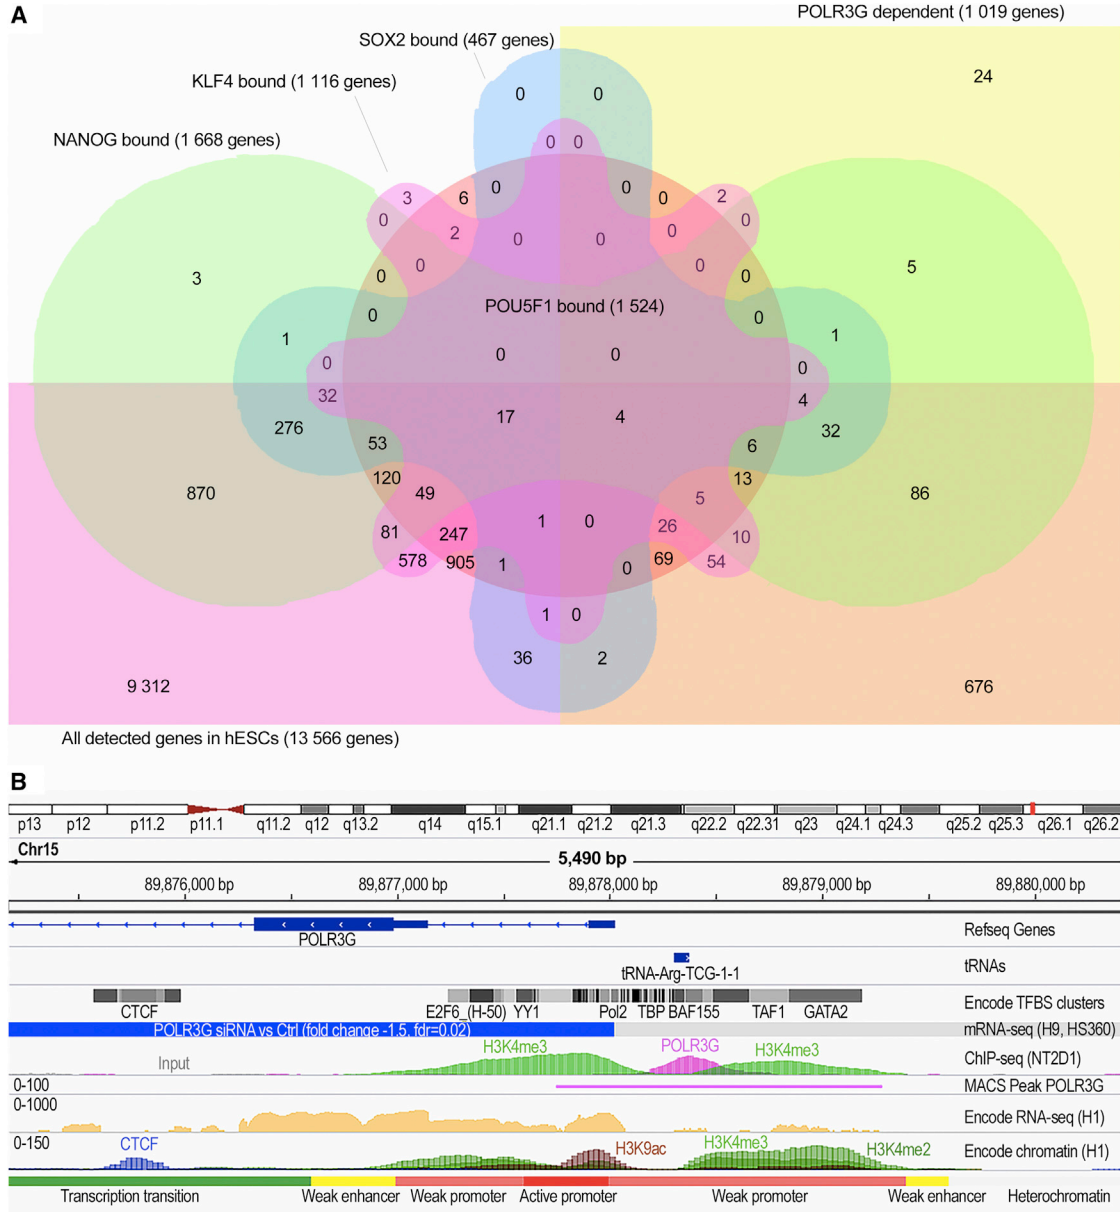 A
POLR3G dependent (1 019 genes)
SOX2 bound (467 genes)
KLF4 bound (1 116 genes)
NANOG bound (1 668 genes)
24
0 0
0 0
3 6 0 0 0 2
0 2 0 0 0 0
0 0 0 0
3 5
0 POU5F1 bound (1 524) 0
1 1
0 0 0 0
32 17 4 4
276 53 6 32
870 120 49 5 13 86
81 247 1 0 26 10
578 905 1 0 69 54
1 0
36 2
9 312 676
All detected genes in hESCs (13 566 genes)
B
p13 p12 p11.2 p11.1 q11.2 q12 q13.2 q14 q15.1 q21.1 q21.2 q21.3 q22.2 q22.31 q23 q24.1 q24.3 q25.2 q25.3 q26.1 q26.2
Chr15
5,490 bp
89,876,000 bp 89,877,000 bp 89,878,000 bp 89,879,000 bp 89,880,000 bp
POLR3G Refseq Genes
tRNA-Arg-TCG-1-1 tRNAs
CTCF E2F6_(H-50) YY1 Pol2 TBP BAF155 TAF1 GATA2 Encode TFBS clusters
POLR3G siRNA vs Ctrl (fold change -1.5, fdr=0.02) mRNA-seq (H9, HS360)
Input H3K4me3 POLR3G H3K4me3 ChIP-seq (NT2D1)
0-100 MACS Peak POLR3G
0-1000 Encode RNA-seq (H1)
0-150 CTCF H3K9ac H3K4me3 H3K4me2 Encode chromatin (H1)
Transcription transition Weak enhancer Weak promoter Active promoter Weak promoter Weak enhancer Heterochromatin